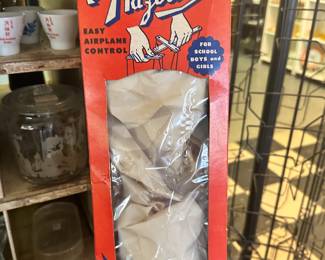 EASY
AIRPLANE
CONTROL
FOR
SCHOOL
BOYS AND
GIRLS